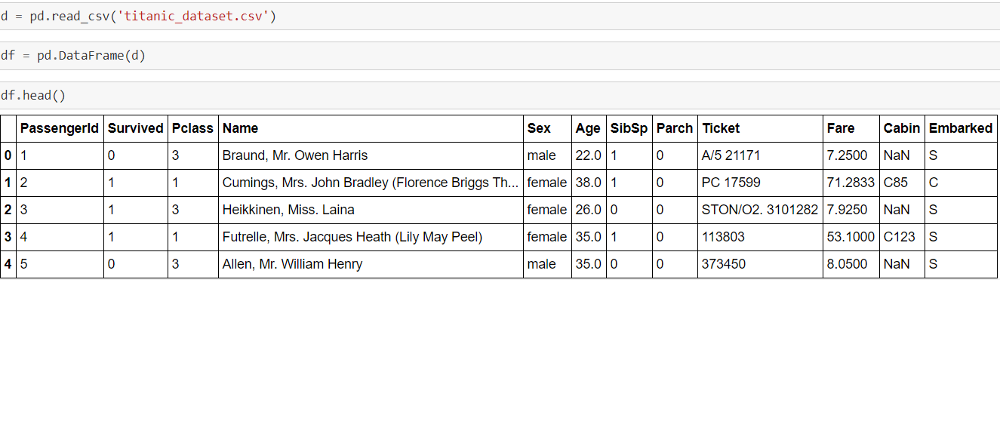 d = pd.read_csv('titanic_dataset.csv')
df = pd.DataFrame(d)
df.head()
PassengerId Survived Pclass Name Sex Age SibSp Parch Ticket Fare Cabin Embarked
0 1 0 3 Braund, Mr. Owen Harris male 22.0 1 0 A/5 21171 7.2500 NaN S
1 2 1 1 Cumings, Mrs. John Bradley (Florence Briggs Th... female 38.0 1 0 PC 17599 71.2833 C85 C
2 3 1 3 Heikkinen, Miss. Laina female 26.0 0 0 STON/O2. 3101282 7.9250 NaN S
3 4 1 1 Futrelle, Mrs. Jacques Heath (Lily May Peel) female 35.0 1 0 113803 53.1000 C123 S
4 5 0 3 Allen, Mr. William Henry male 35.0 0 0 373450 8.0500 NaN S